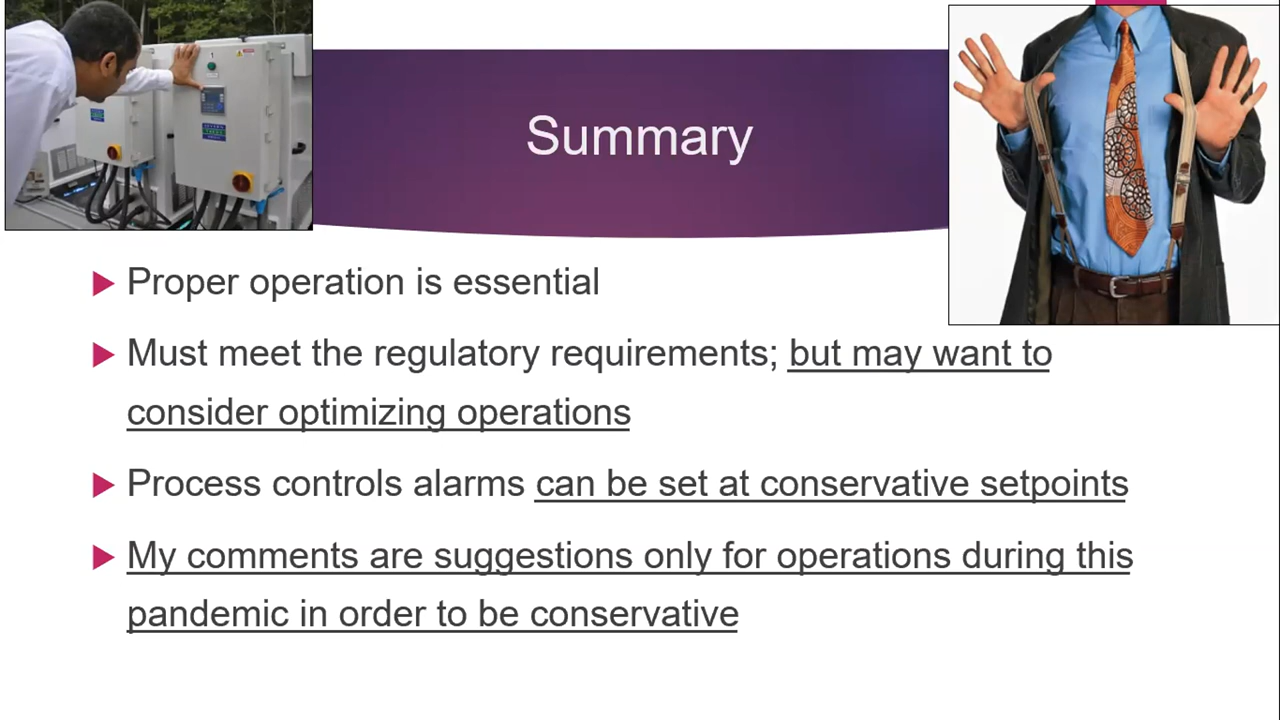 Summary
Proper operation is essential
Must meet the regulatory requirements; but may want to
consider optimizing operations
Process controls alarms can be set at conservative setpoints
My comments are suggestions only for operations during this
pandemic in order to be conservative